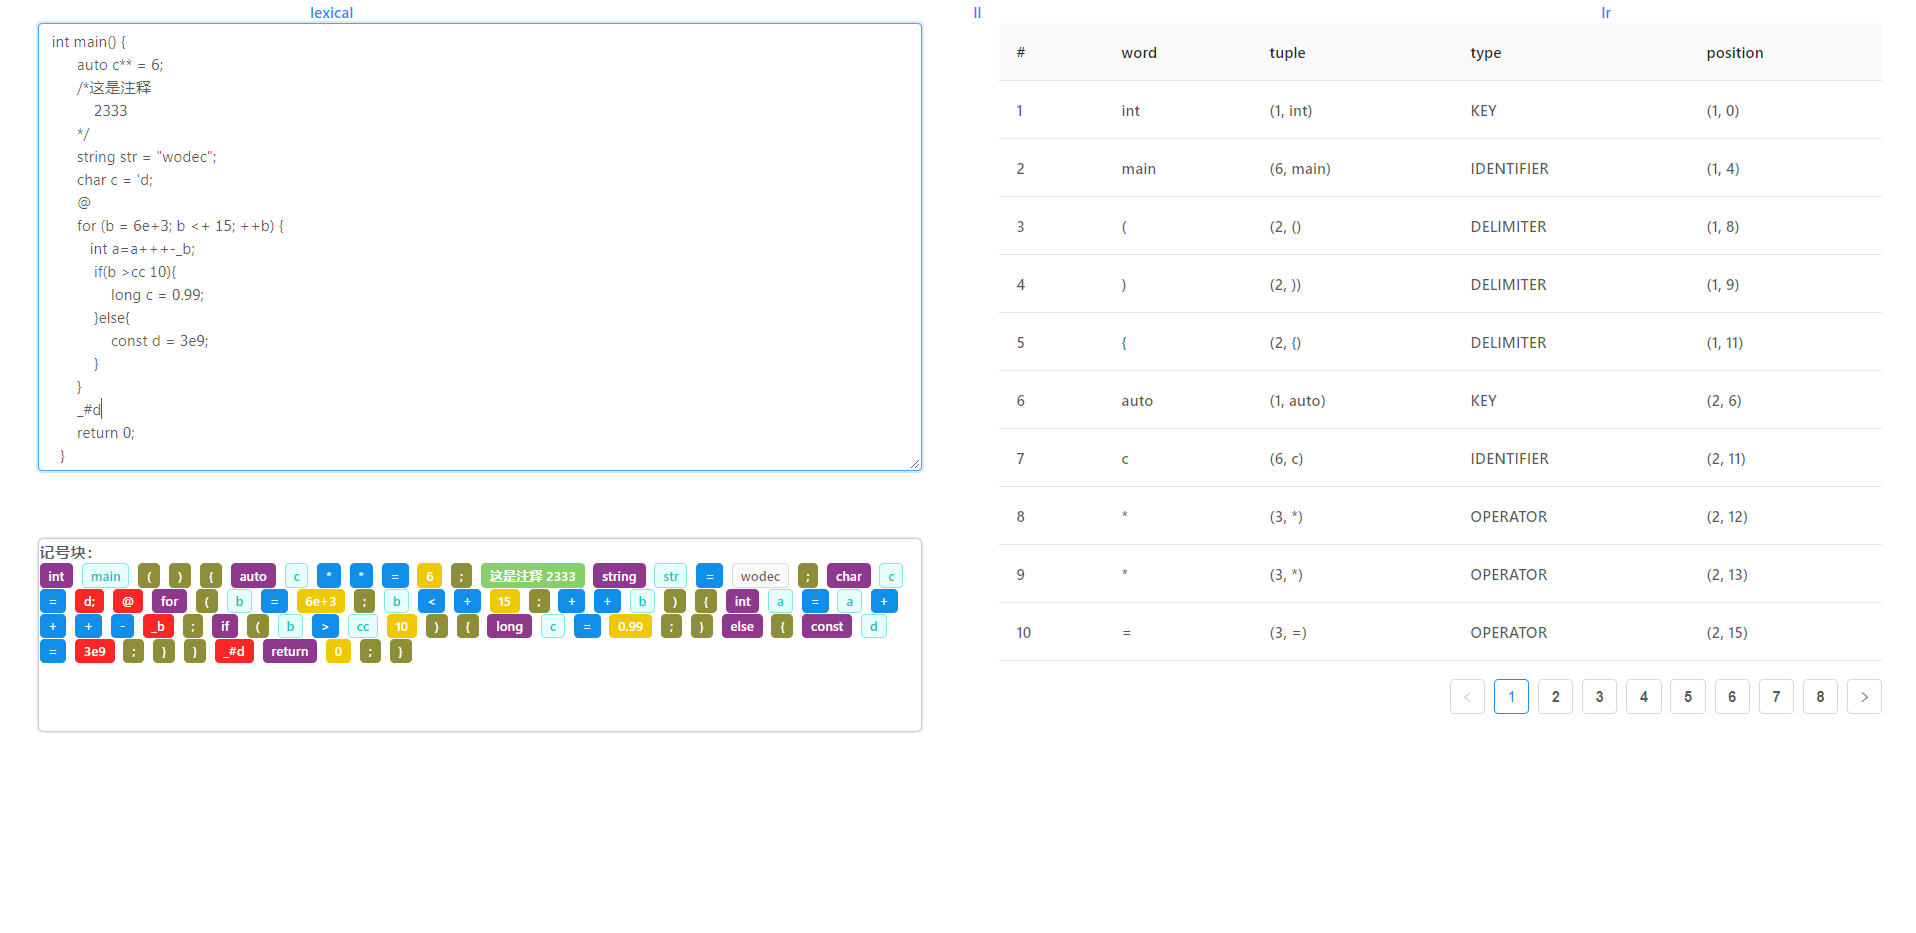 lexical ll lr
int main() {
auto c** = 6;
/*这是注释
2333
*/
string str = "wodec";
char c = 'd;
@
for (b = 6e+3; b <+ 15; ++b) {
int a=a+++-_b;
if(b >cc 10){
long c = 0.99;
}else{
const d = 3e9;
}
}
_#d
return 0;
}
记号块：
int main ( ) { auto c * * = 6 ; 这是注释 2333 string str = wodec ; char c
= d; @ for ( b = 6e+3 ; b < + 15 ; + + b ) { int a = a +
+ + - _b ; if ( b > cc 10 ) { long c = 0.99 ; } else { const d
= 3e9 ; } } _#d return 0 ; }
# word tuple type position
1 int (1, int) KEY (1, 0)
2 main (6, main) IDENTIFIER (1, 4)
3 ( (2, () DELIMITER (1, 8)
4 ) (2, )) DELIMITER (1, 9)
5 { (2, {) DELIMITER (1, 11)
6 auto (1, auto) KEY (2, 6)
7 c (6, c) IDENTIFIER (2, 11)
8 * (3, *) OPERATOR (2, 12)
9 * (3, *) OPERATOR (2, 13)
10 = (3, =) OPERATOR (2, 15)
< 1 2 3 4 5 6 7 8 >